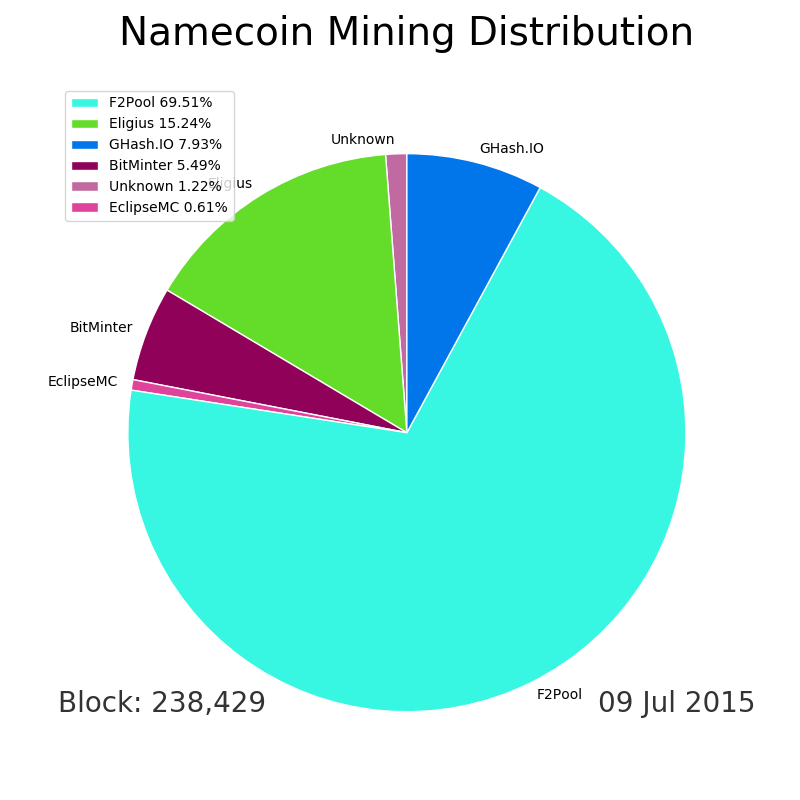 Namecoin Mining Distribution
F2Pool 69.51%
Eligius 15.24%
GHash.IO 7.93%
BitMinter 5.49%
Unknown 1.22%
EclipseMC 0.61%
Unknown
GHash.IO
Eligius
BitMinter
EclipseMC
F2Pool
Block: 238,429
09 Jul 2015